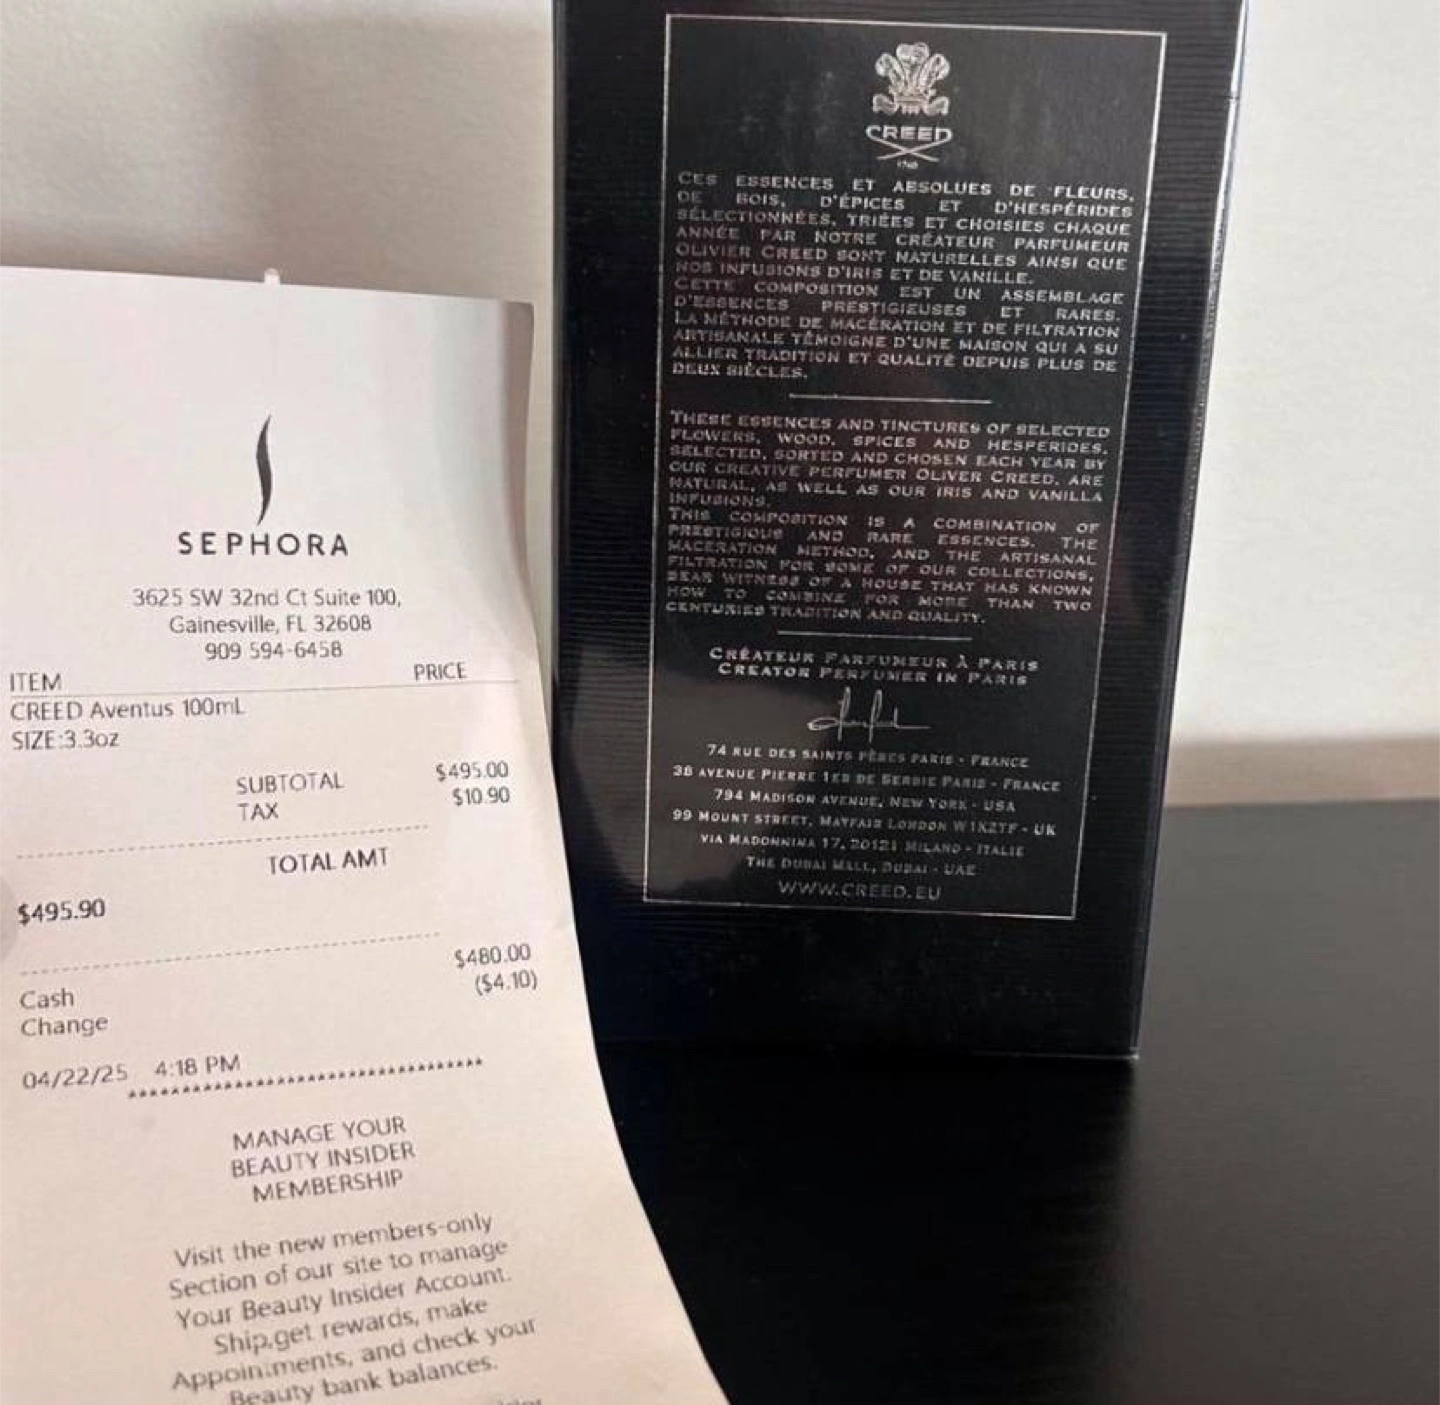 SEPHORA
3625 SW 32nd Ct Suite 100,
Gainesville, FL 32608
909 594-6458
ITEM PRICE
CREED Aventus 100mL
SIZE:3.3oz
SUBTOTAL $495.00
TAX $10.90
TOTAL AMT
$495.90
Cash $480.00
Change ($4.10)
04/22/25 4:18 PM
**********************************
MANAGE YOUR
BEAUTY INSIDER
MEMBERSHIP
Visit the new members-only
Section of our site to manage
Your Beauty Insider Account.
Ship,get rewards, make
Appointments, and check your
Beauty bank balances.
CREED
1760
CES ESSENCES ET ABSOLUES DE FLEURS,
DE BOIS, D'ÉPICES ET D'HESPÉRIDES
SÉLECTIONNÉES, TRIÉES ET CHOISIES CHAQUE
ANNÉE PAR NOTRE CRÉATEUR PARFUMEUR
OLIVIER CREED SONT NATURELLES AINSI QUE
NOS INFUSIONS D'IRIS ET DE VANILLE.
CETTE COMPOSITION EST UN ASSEMBLAGE
D'ESSENCES PRESTIGIEUSES ET RARES.
LA MÉTHODE DE MACÉRATION ET DE FILTRATION
ARTISANALE TÉMOIGNE D'UNE MAISON QUI A SU
ALLIER TRADITION ET QUALITÉ DEPUIS PLUS DE
DEUX SIÈCLES.
THESE ESSENCES AND TINCTURES OF SELECTED
FLOWERS, WOOD, SPICES AND HESPERIDES,
SELECTED, SORTED AND CHOSEN EACH YEAR BY
OUR CREATIVE PERFUMER OLIVER CREED, ARE
NATURAL, AS WELL AS OUR IRIS AND VANILLA
INFUSIONS.
THIS COMPOSITION IS A COMBINATION OF
PRESTIGIOUS AND RARE ESSENCES. THE
MACERATION METHOD, AND THE ARTISANAL
FILTRATION FOR SOME OF OUR COLLECTIONS,
BEAR WITNESS OF A HOUSE THAT HAS KNOWN
HOW TO COMBINE FOR MORE THAN TWO
CENTURIES TRADITION AND QUALITY.
CRÉATEUR PARFUMEUR À PARIS
CREATOR PERFUMER IN PARIS
74 RUE DES SAINTS PÈRES PARIS - FRANCE
38 AVENUE PIERRE 1ER DE SERBIE PARIS - FRANCE
794 MADISON AVENUE, NEW YORK - USA
99 MOUNT STREET, MAYFAIR LONDON W1K2TF - UK
VIA MADONNINA 17, 20121 MILANO - ITALIE
THE DUBAI MALL, DUBAI - UAE
WWW.CREED.EU